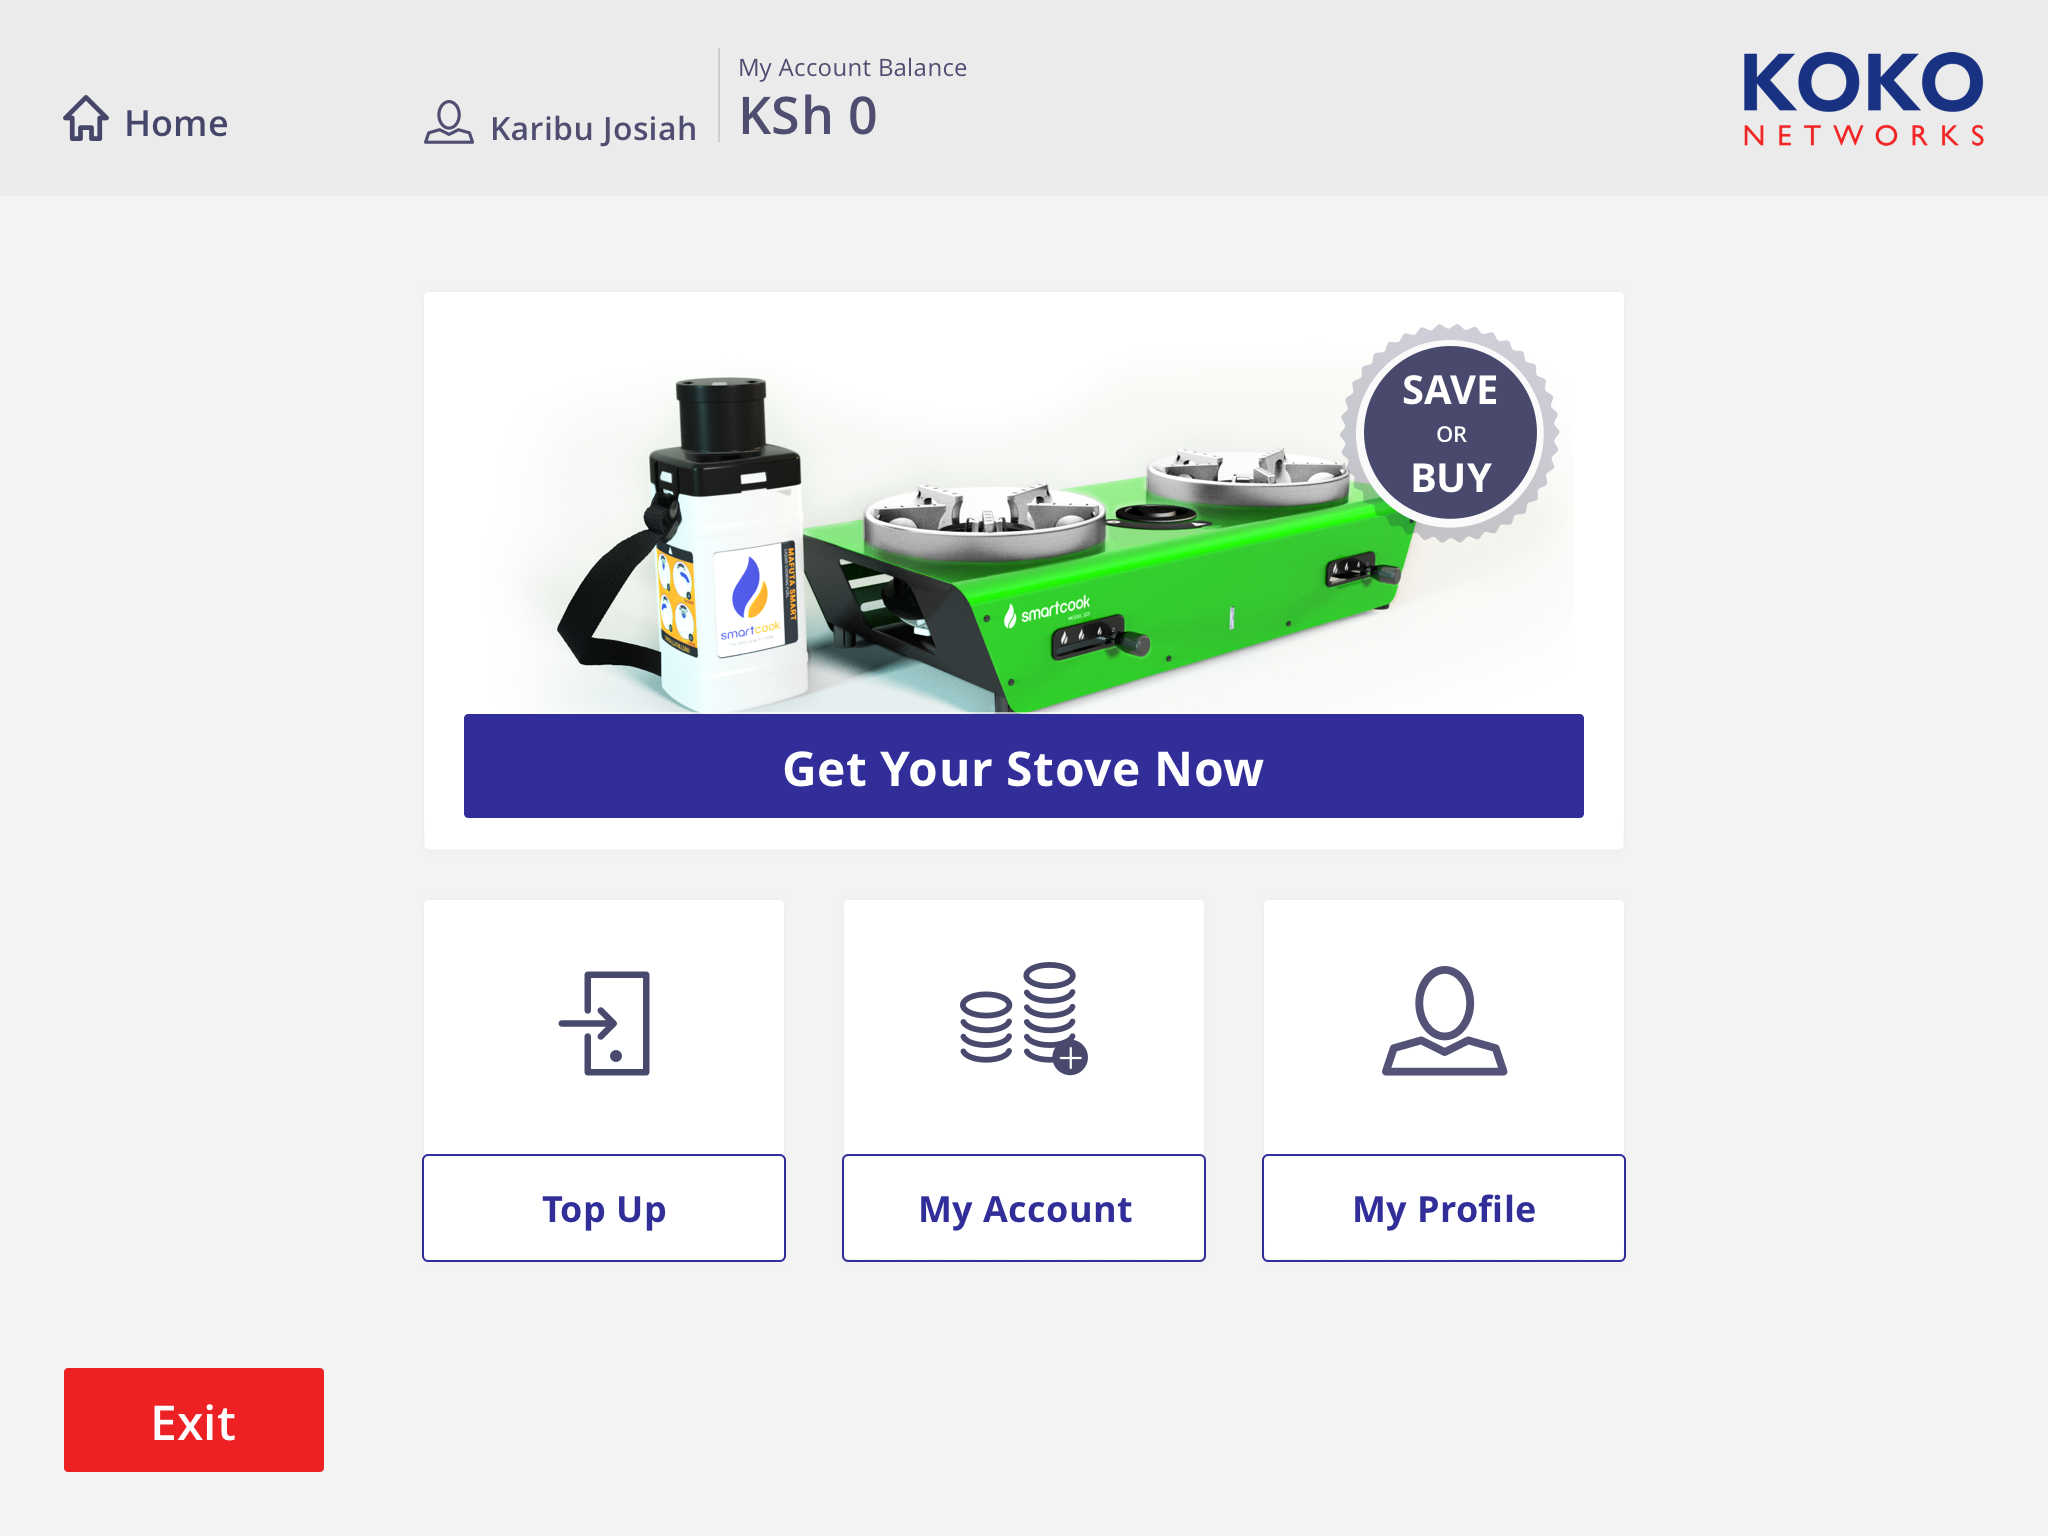 Home
Karibu Josiah
My Account Balance
KSh 0
KOKO
NETWORKS
SAVE
OR
BUY
MAFUTA SMART
smartcook
smartcook
Get Your Stove Now
Top Up
My Account
My Profile
Exit